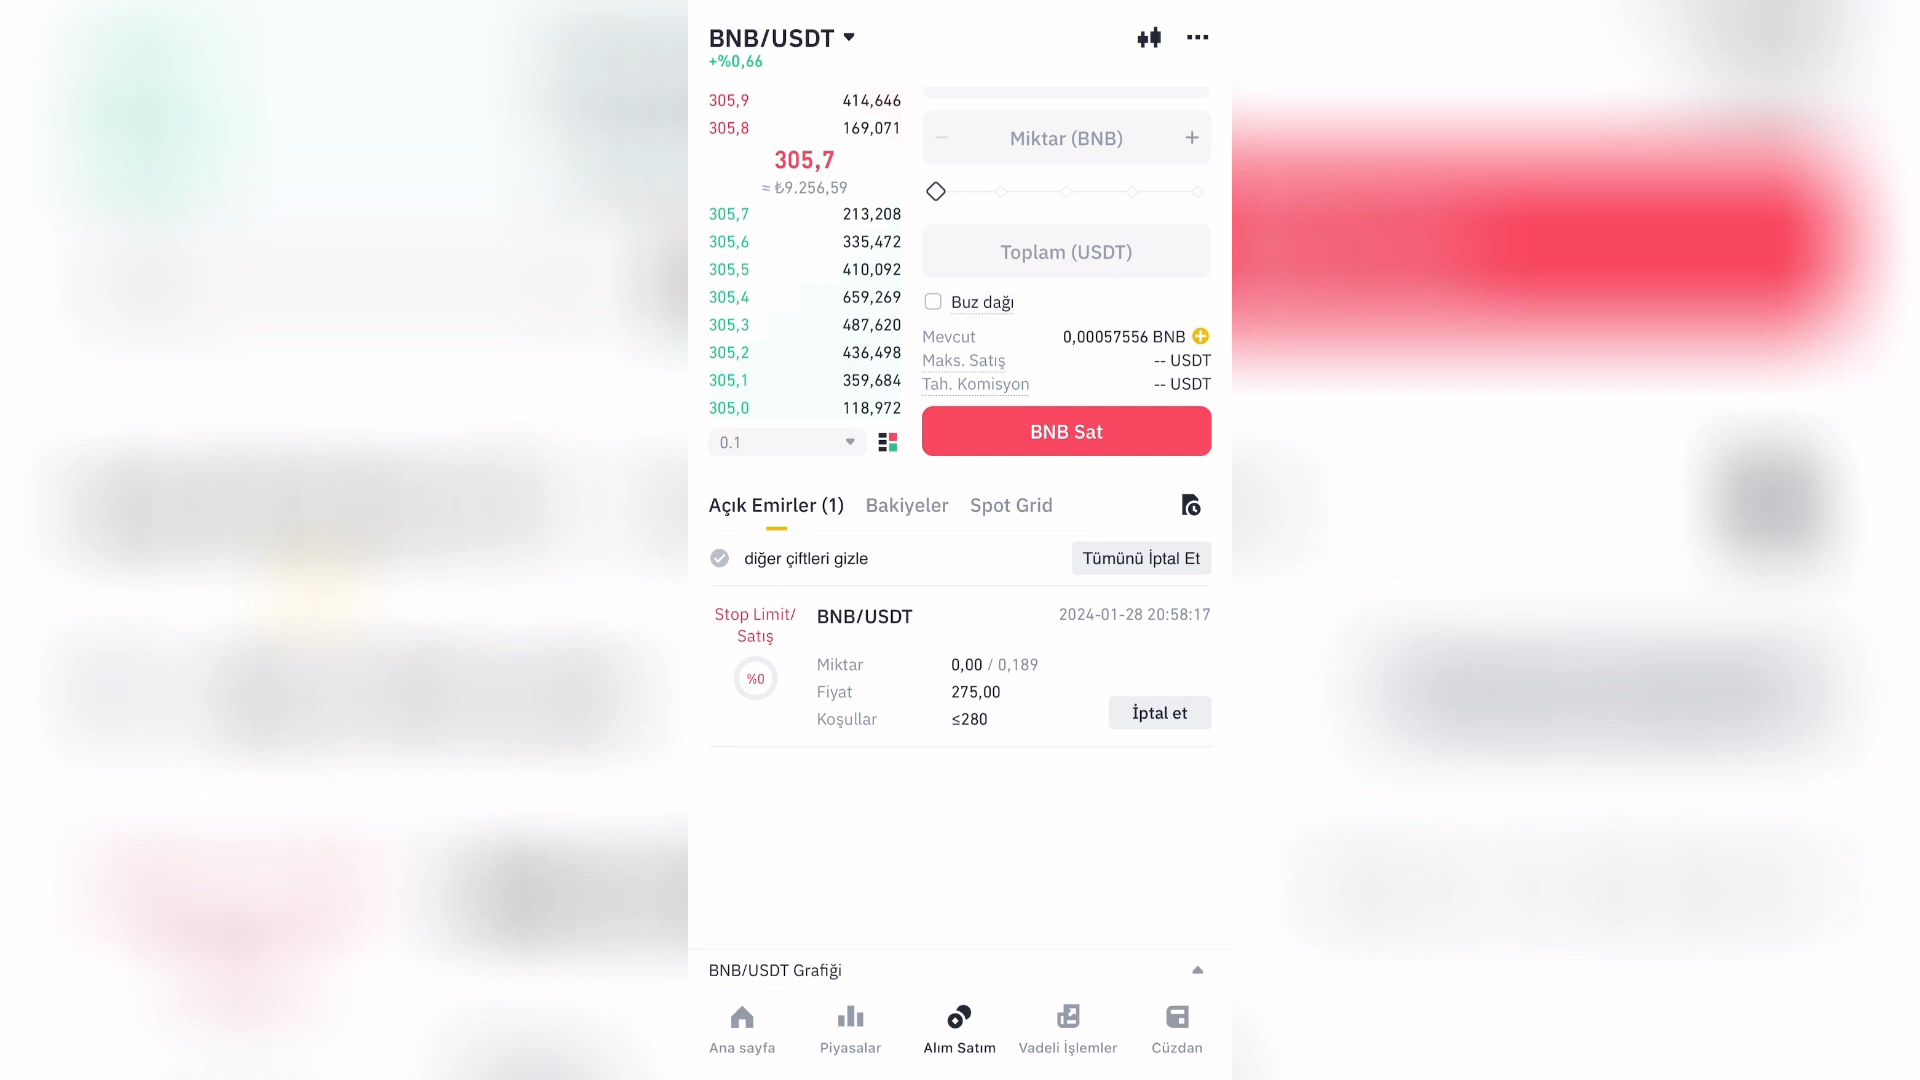 BNB/USDT
+%0,66
305,9 414,646
305,8 169,071
305,7
≈ ₺9.256,59
305,7 213,208
305,6 335,472
305,5 410,092
305,4 659,269
305,3 487,620
305,2 436,498
305,1 359,684
305,0 118,972
0.1
Miktar (BNB)
Toplam (USDT)
Buz dağı
Mevcut 0,00057556 BNB
Maks. Satış -- USDT
Tah. Komisyon -- USDT
BNB Sat
Açık Emirler (1) Bakiyeler Spot Grid
diğer çiftleri gizle Tümünü İptal Et
Stop Limit/
Satış
%0
BNB/USDT 2024-01-28 20:58:17
Miktar 0,00 / 0,189
Fiyat 275,00
Koşullar ≤280
İptal et
BNB/USDT Grafiği
Ana sayfa Piyasalar Alım Satım Vadeli İşlemler Cüzdan